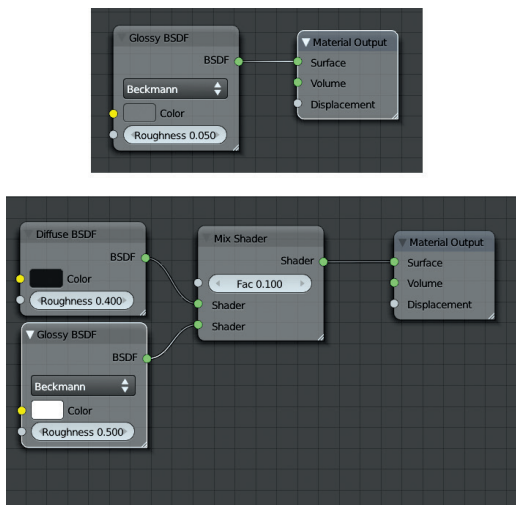 Glossy BSDF
BSDF
Beckmann
Color
Roughness 0.050
Material Output
Surface
Volume
Displacement
Diffuse BSDF
BSDF
Color
Roughness 0.400
Glossy BSDF
BSDF
Beckmann
Color
Roughness 0.500
Mix Shader
Shader
Fac 0.100
Shader
Shader
Material Output
Surface
Volume
Displacement